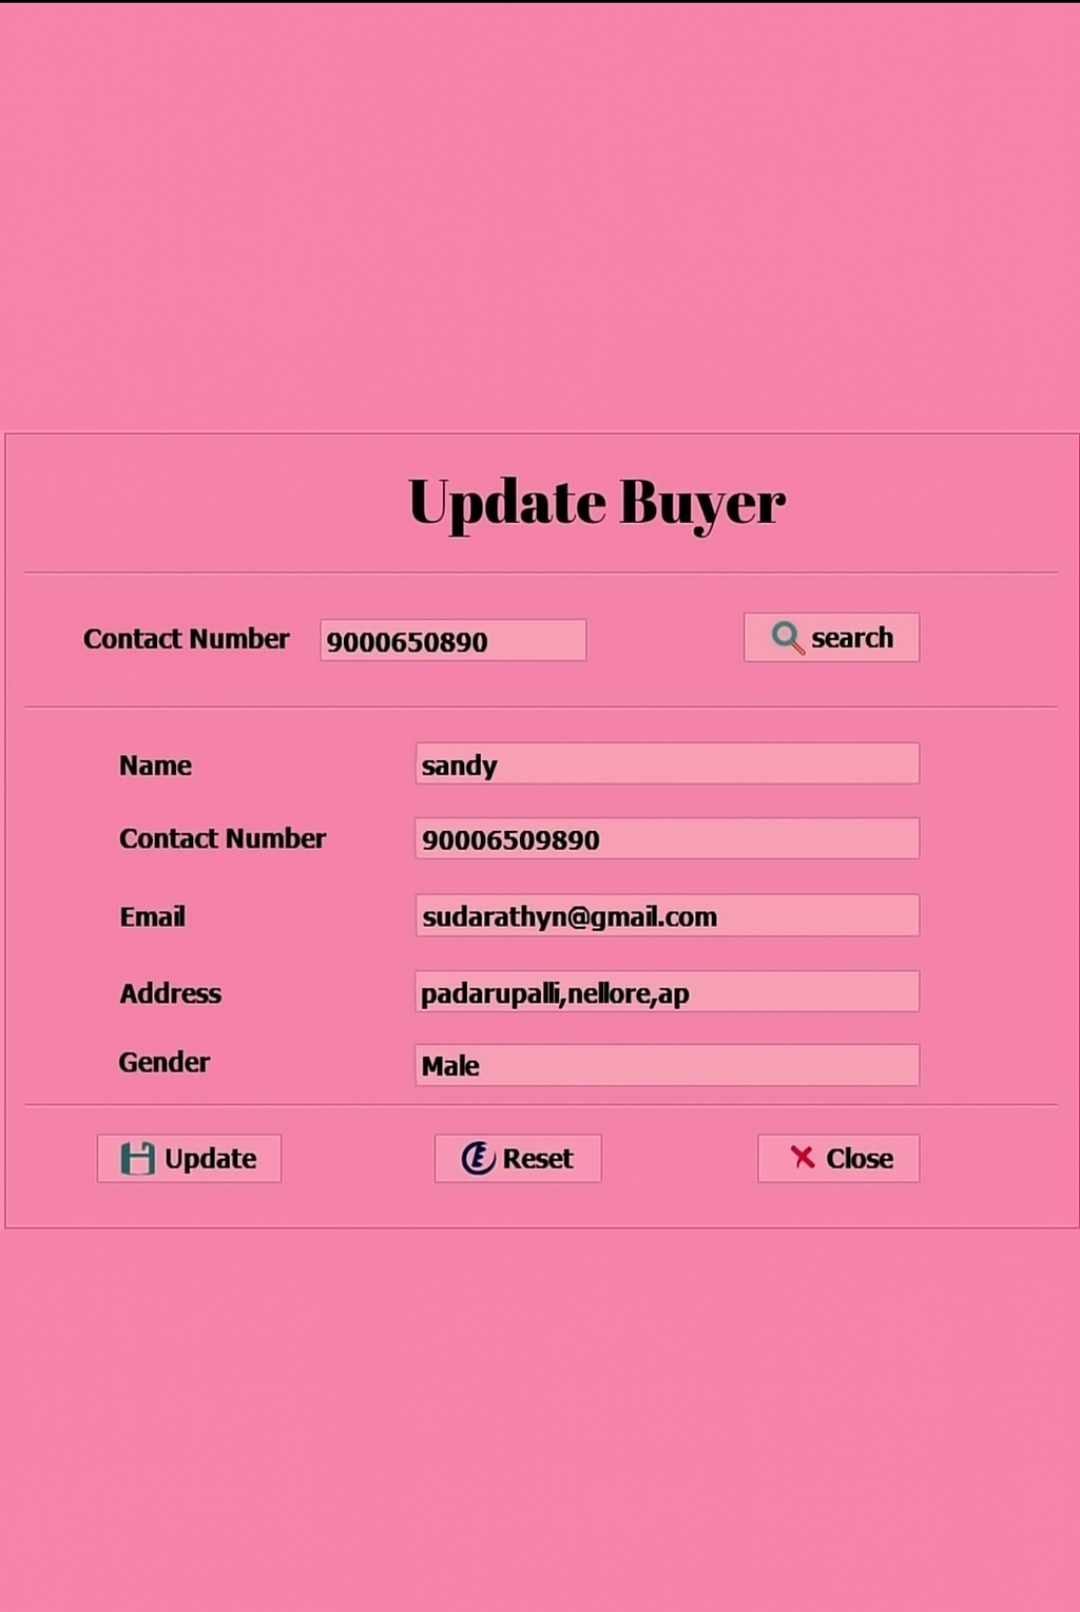 Update Buyer
Contact Number 9000650890 search
Name sandy
Contact Number 90006509890
Email sudarathyn@gmail.com
Address padarupalli,nellore,ap
Gender Male
Update Reset Close